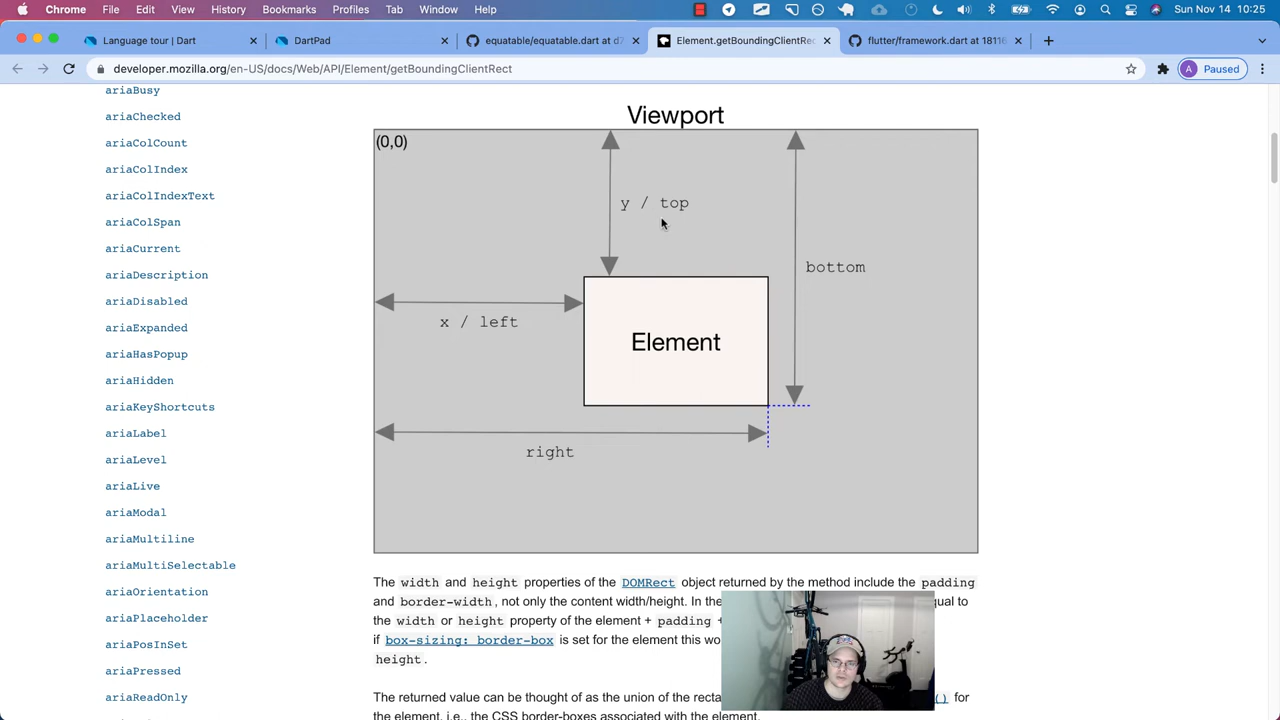 Chrome File Edit View History Bookmarks Profiles Tab Window Help
Sun Nov 14 10:25
Language tour | Dart
DartPad
equatable/equatable.dart at d7
Element.getBoundingClientRec
flutter/framework.dart at 18116
developer.mozilla.org/en-US/docs/Web/API/Element/getBoundingClientRect
A Paused
ariaBusy
ariaChecked
ariaColCount
ariaColIndex
ariaColIndexText
ariaColSpan
ariaCurrent
ariaDescription
ariaDisabled
ariaExpanded
ariaHasPopup
ariaHidden
ariaKeyShortcuts
ariaLabel
ariaLevel
ariaLive
ariaModal
ariaMultiline
ariaMultiSelectable
ariaOrientation
ariaPlaceholder
ariaPosInSet
ariaPressed
ariaReadOnly
Viewport
(0,0)
y / top
bottom
x / left
Element
right
The width and height properties of the DOMRect object returned by the method include the padding
and border-width, not only the content width/height. In the qual to
the width or height property of the element + padding +
if box-sizing: border-box is set for the element this wo
height.
The returned value can be thought of as the union of the recta () for
the element, i.e., the CSS border-boxes associated with the element.